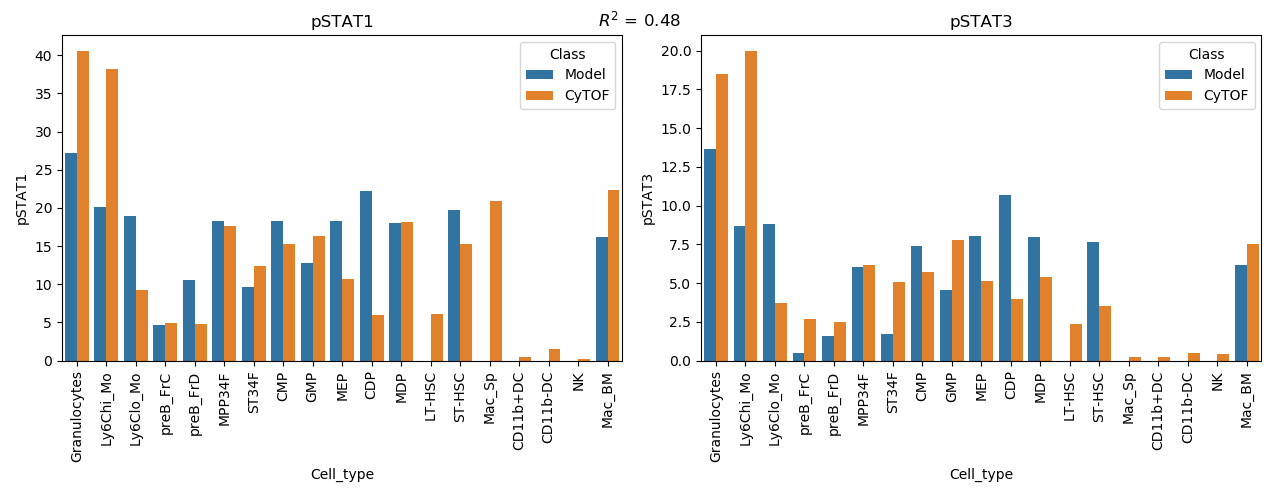 pSTAT1
R² = 0.48
pSTAT3
Class
Model
CyTOF
Class
Model
CyTOF
pSTAT1
40
35
30
25
20
15
10
5
0
Granulocytes
Ly6Chi_Mo
Ly6Clo_Mo
preB_FrC
preB_FrD
MPP34F
ST34F
CMP
GMP
MEP
CDP
MDP
LT-HSC
ST-HSC
Mac_Sp
CD11b+DC
CD11b-DC
NK
Mac_BM
Cell_type
pSTAT3
20.0
17.5
15.0
12.5
10.0
7.5
5.0
2.5
0.0
Granulocytes
Ly6Chi_Mo
Ly6Clo_Mo
preB_FrC
preB_FrD
MPP34F
ST34F
CMP
GMP
MEP
CDP
MDP
LT-HSC
ST-HSC
Mac_Sp
CD11b+DC
CD11b-DC
NK
Mac_BM
Cell_type